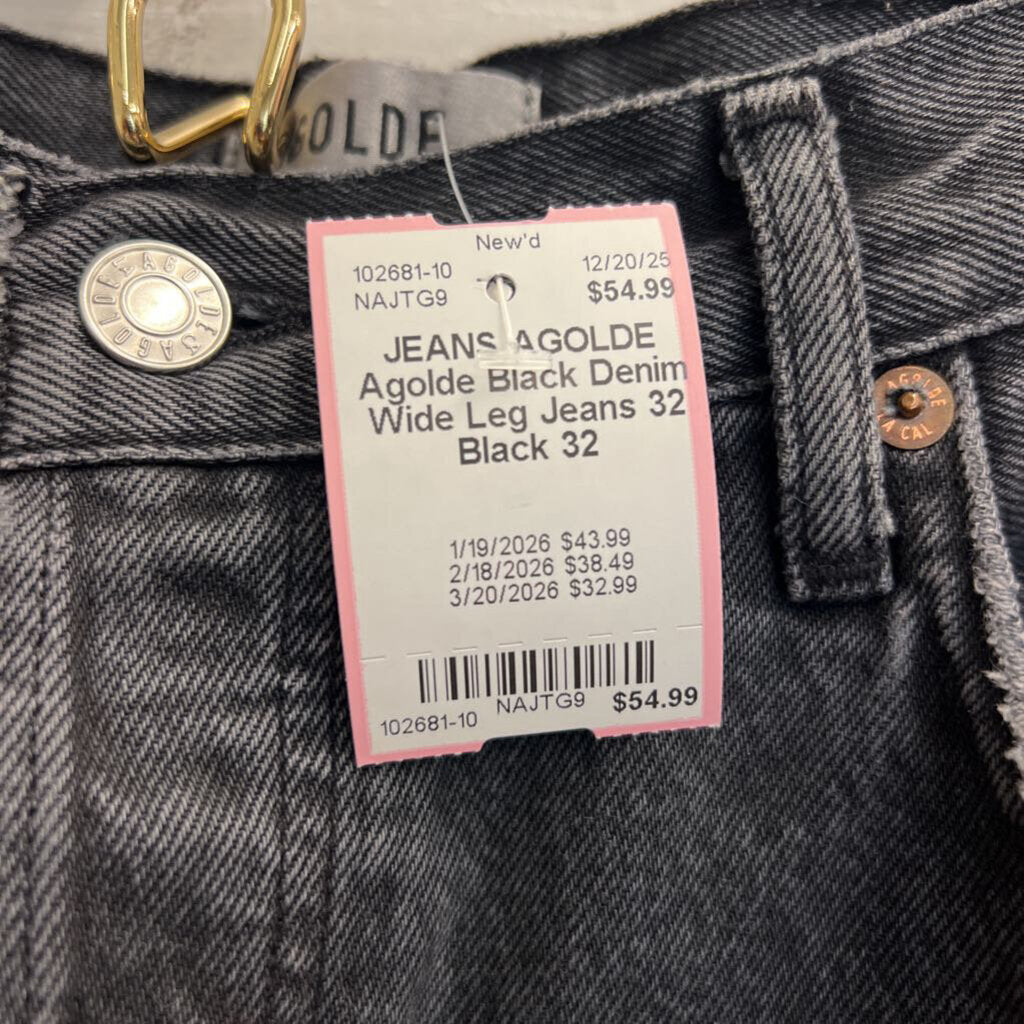 AGOLDE
AGOLDE AGOLDE AGOLDE
New'd
102681-10 12/20/25
NAJTG9 $54.99
JEANS AGOLDE
Agolde Black Denim
Wide Leg Jeans 32
Black 32
1/19/2026 $43.99
2/18/2026 $38.49
3/20/2026 $32.99
102681-10 NAJTG9 $54.99
AGOLDE
LA CAL